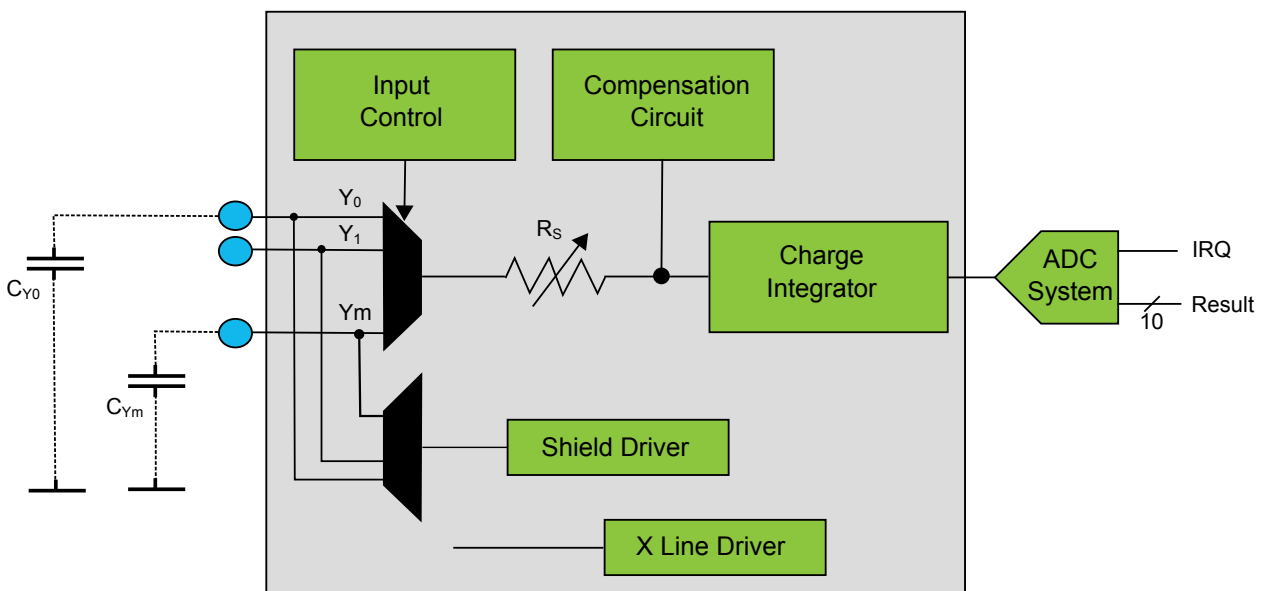 Input
Control
Compensation
Circuit
Y0
Y1
RS
Charge
Integrator
ADC
System
IRQ
Result
10
CY0
Ym
CYm
Shield Driver
X Line Driver